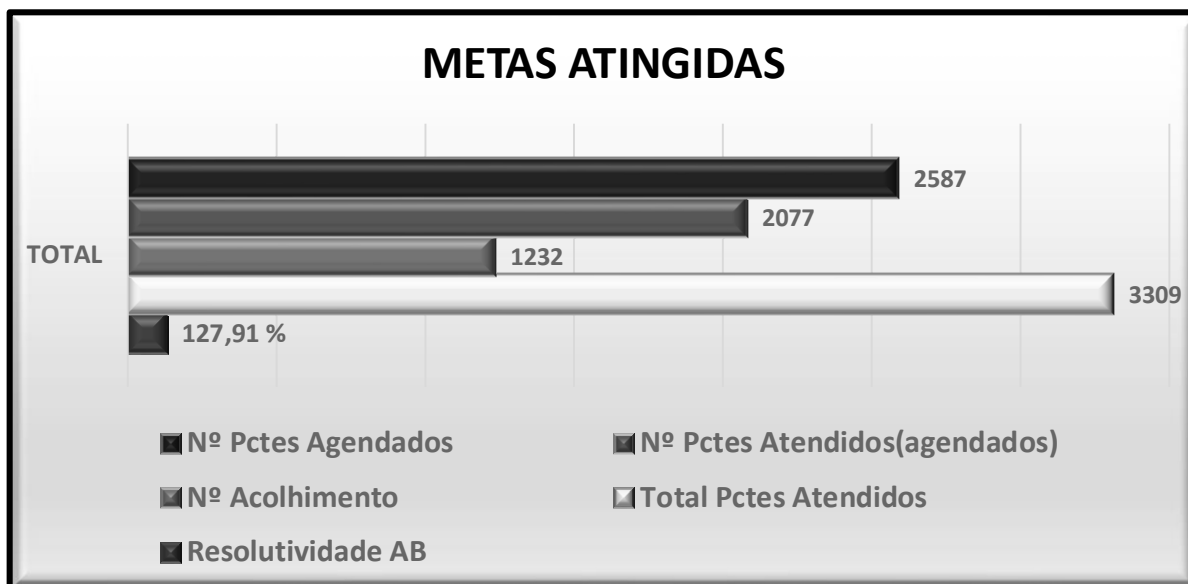 METAS ATINGIDAS
2587
2077
TOTAL
1232
3309
127,91 %
Nº Pctes Agendados
Nº Pctes Atendidos(agendados)
Nº Acolhimento
Total Pctes Atendidos
Resolutividade AB